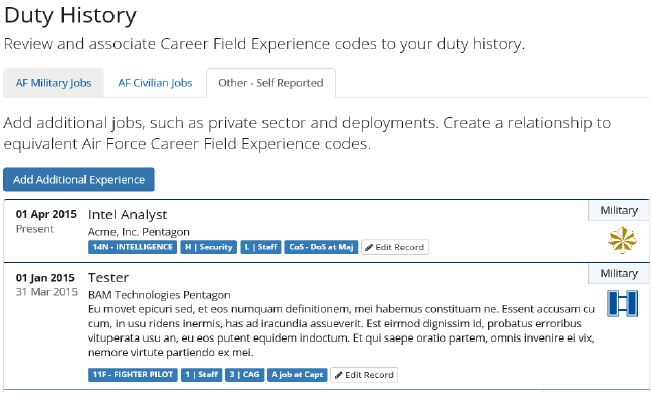 Duty History
Review and associate Career Field Experience codes to your duty history.
AF Military Jobs AF Civilian Jobs Other - Self Reported
Add additional jobs, such as private sector and deployments. Create a relationship to
equivalent Air Force Career Field Experience codes.
Add Additional Experience
01 Apr 2015 Intel Analyst Military
Present Acme, Inc. Pentagon
14N - INTELLIGENCE H | Security L | Staff CoS - DoS at Maj Edit Record
01 Jan 2015 Tester Military
31 Mar 2015 BAM Technologies Pentagon
Eu movet epicuri sed, et eos numquam definitionem, mei habemus constituam ne. Essent accusam cu
cum, in usu ridens inermis, has ad iracundia assueverit. Est eirmod dignissim id, probatus erroribus
vituperata usu an, eu eos putent equidem indoctum. Et qui saepe oratio partem, omnis invenire ei vix,
nemore virtute partiendo ex mei.
11F - FIGHTER PILOT 1 | Staff 3 | CAG A job at Capt Edit Record